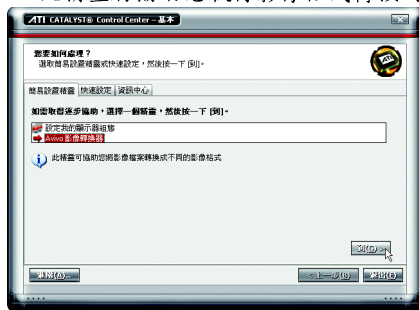 ATI CATALYST® Control Center - 基本
您要如何處理？
選取簡易設置精靈或快速設定，然後按一下 [到]。
簡易設置精靈 快速設定 資訊中心
如需取得逐步協助，選擇一個精靈，然後按一下 [到]。
設定我的顯示器組態
Avivo 影像轉換器
此精靈可協助您將影像檔案轉換成不同的影像格式
到(G) >
進階(A)...
< 上一步(B)